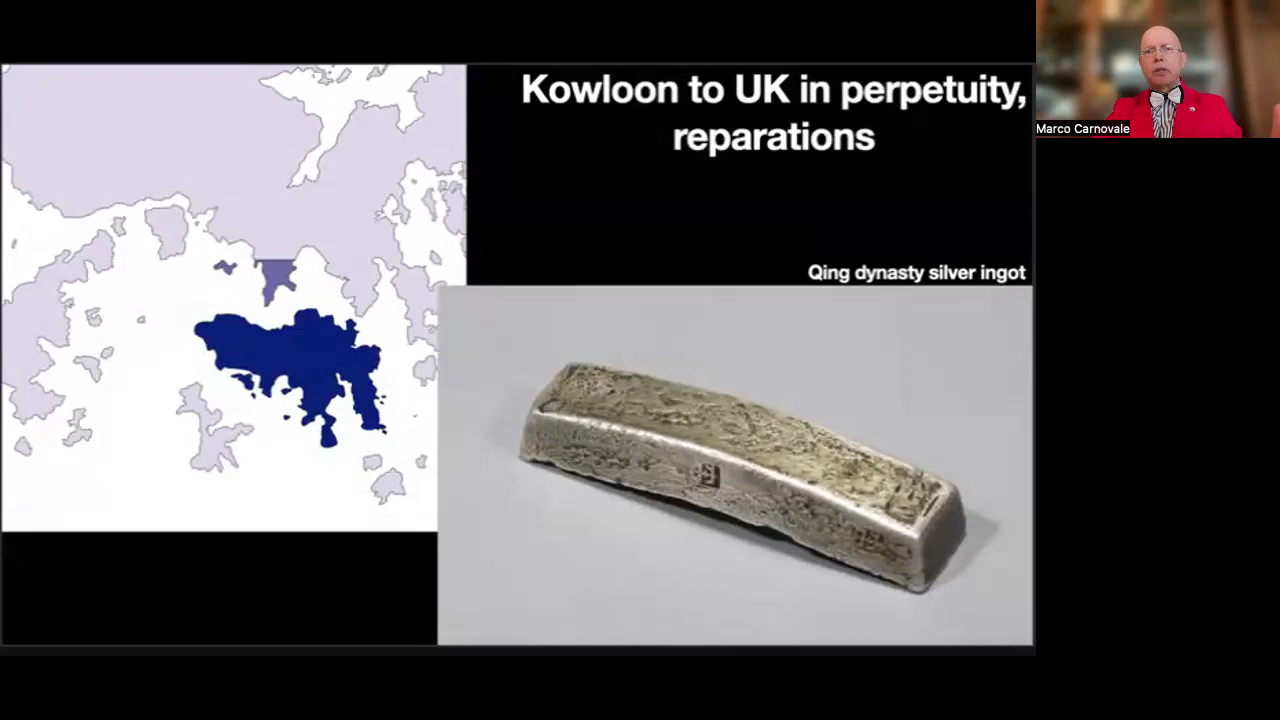 Kowloon to UK in perpetuity,
reparations
Marco Carnovale
Qing dynasty silver ingot